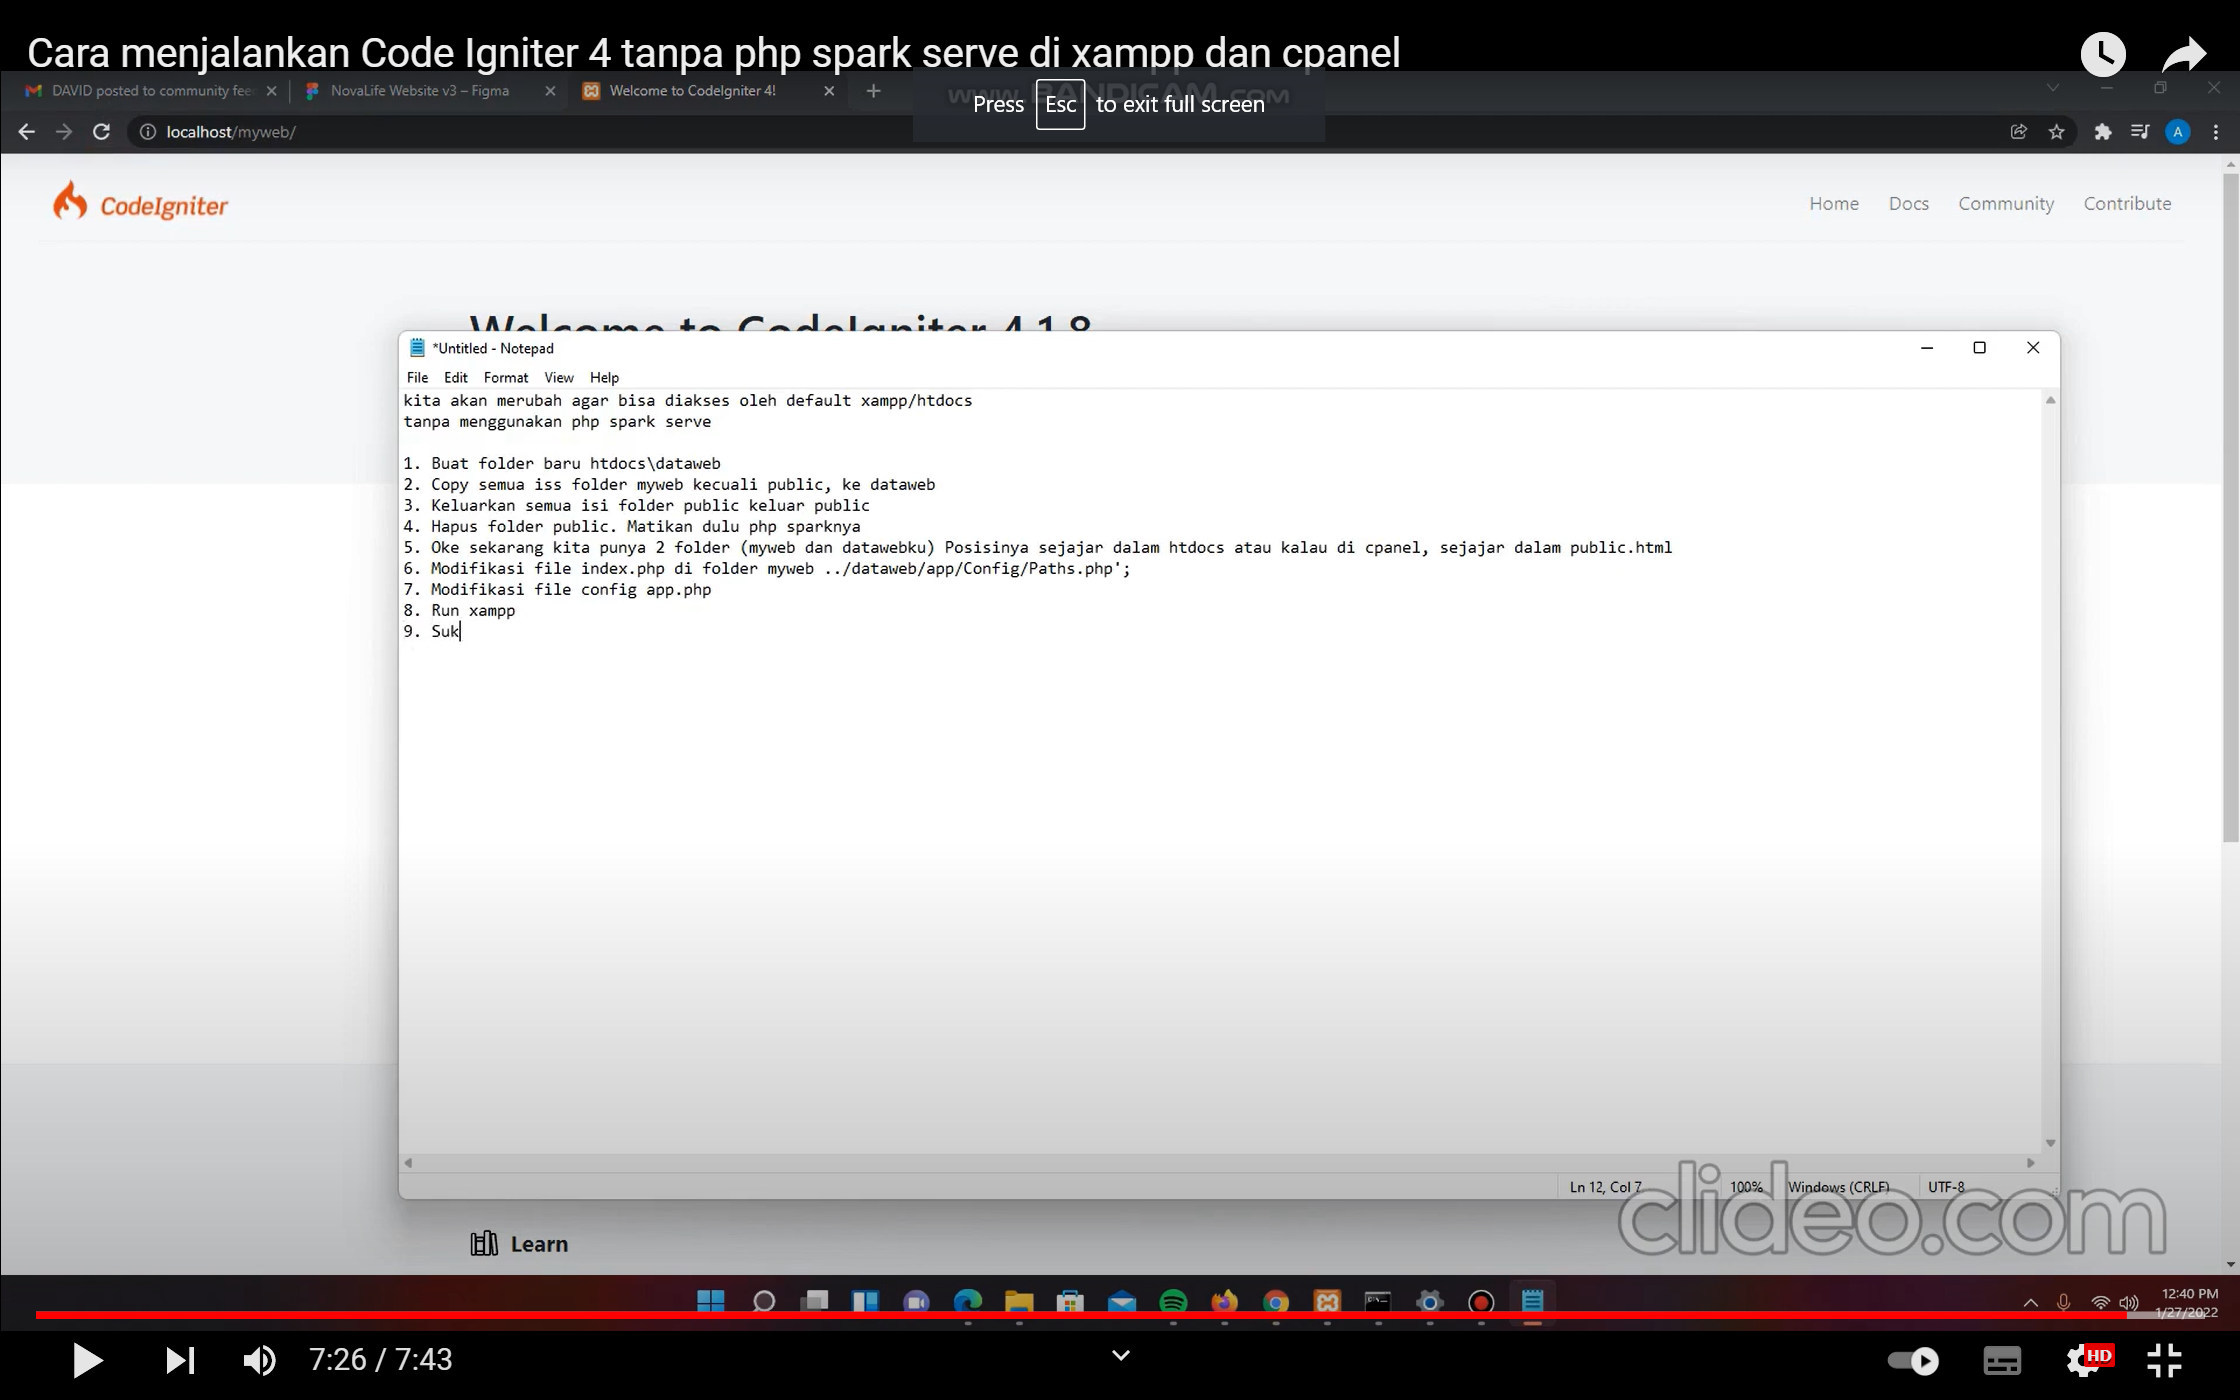 Cara menjalankan Code Igniter 4 tanpa php spark serve di xampp dan cpanel
DAVID posted to community fee
NovaLife Website v3 – Figma
Welcome to CodeIgniter 4!
www.BANDICAM.COM
Press Esc to exit full screen
localhost/myweb/
A
CodeIgniter
Home Docs Community Contribute
Welcome to CodeIgniter 4.1.8
*Untitled - Notepad
File Edit Format View Help
kita akan merubah agar bisa diakses oleh default xampp/htdocs
tanpa menggunakan php spark serve
1. Buat folder baru htdocs\dataweb
2. Copy semua iss folder myweb kecuali public, ke dataweb
3. Keluarkan semua isi folder public keluar public
4. Hapus folder public. Matikan dulu php sparknya
5. Oke sekarang kita punya 2 folder (myweb dan datawebku) Posisinya sejajar dalam htdocs atau kalau di cpanel, sejajar dalam public.html
6. Modifikasi file index.php di folder myweb ../dataweb/app/Config/Paths.php';
7. Modifikasi file config app.php
8. Run xampp
9. Suk
Ln 12, Col 7 100% Windows (CRLF) UTF-8
clideo.com
Learn
12:40 PM
1/27/2022
7:26 / 7:43
HD